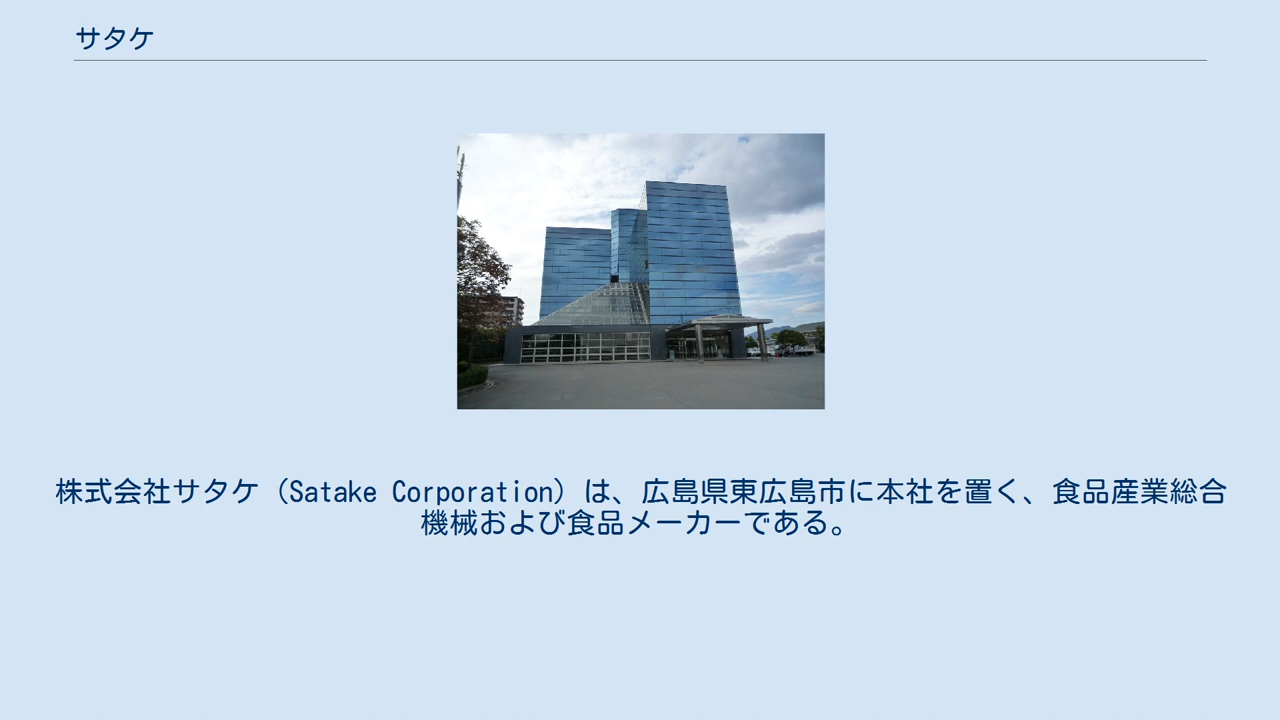 サタケ
株式会社サタケ（Satake Corporation）は、広島県東広島市に本社を置く、食品産業総合
機械および食品メーカーである。